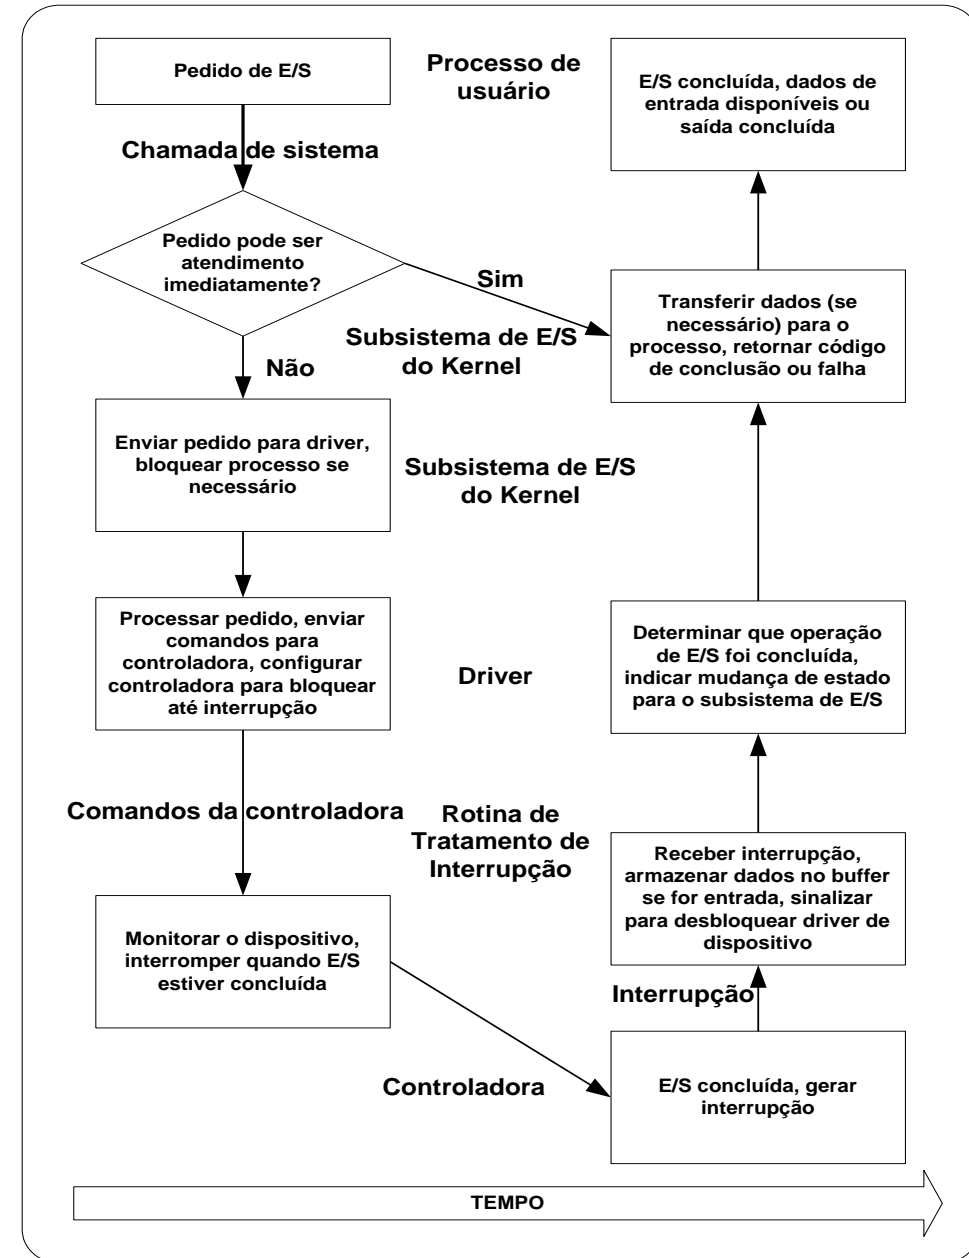 Pedido de E/S
Processo de
usuário
E/S concluída, dados de
entrada disponíveis ou
saída concluída
Chamada de sistema
Pedido pode ser
atendimento
imediatamente?
Sim
Subsistema de E/S
do Kernel
Transferir dados (se
necessário) para o
processo, retornar código
de conclusão ou falha
Não
Enviar pedido para driver,
bloquear processo se
necessário
Subsistema de E/S
do Kernel
Processar pedido, enviar
comandos para
controladora, configurar
controladora para bloquear
até interrupção
Driver
Determinar que operação
de E/S foi concluída,
indicar mudança de estado
para o subsistema de E/S
Comandos da controladora
Rotina de
Tratamento de
Interrupção
Receber interrupção,
armazenar dados no buffer
se for entrada, sinalizar
para desbloquear driver de
dispositivo
Monitorar o dispositivo,
interromper quando E/S
estiver concluída
Interrupção
Controladora
E/S concluída, gerar
interrupção
TEMPO